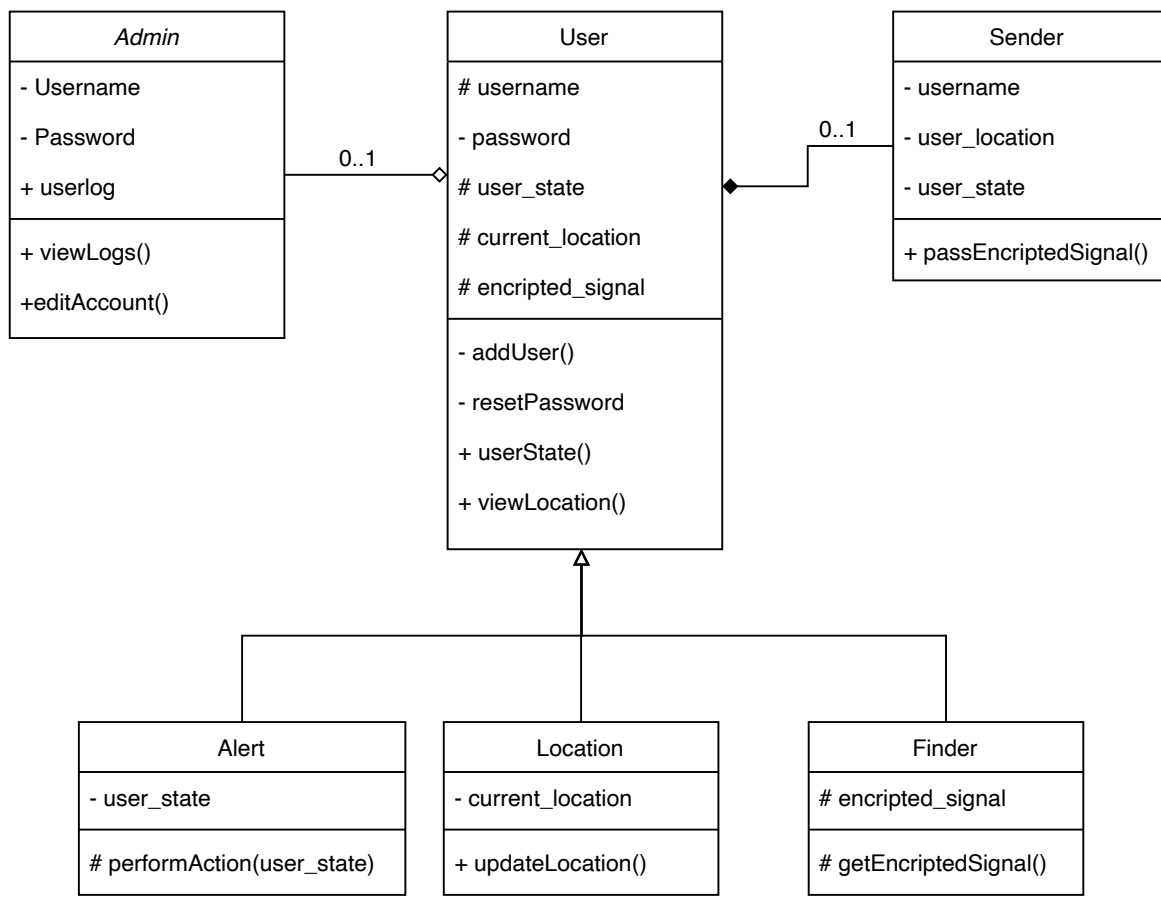 Admin
- Username
- Password
+ userlog
+ viewLogs()
+editAccount()
0..1
User
# username
- password
# user_state
# current_location
# encripted_signal
- addUser()
- resetPassword
+ userState()
+ viewLocation()
0..1
Sender
- username
- user_location
- user_state
+ passEncriptedSignal()
Alert
- user_state
# performAction(user_state)
Location
- current_location
+ updateLocation()
Finder
# encripted_signal
# getEncriptedSignal()